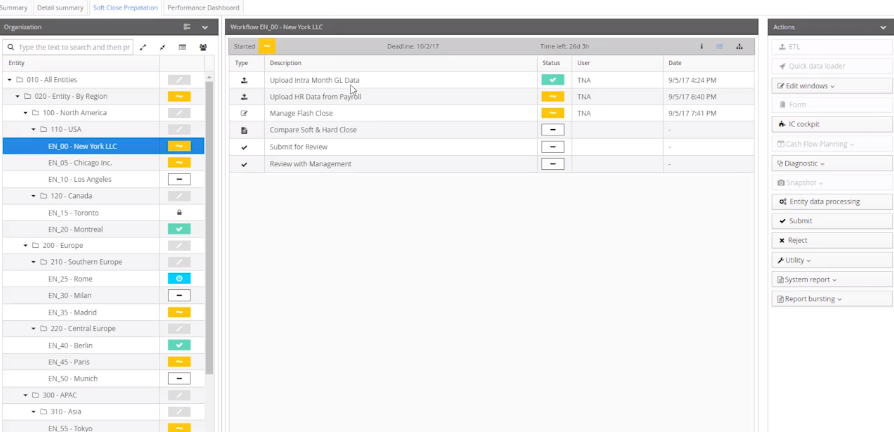 Summary Detail summary Soft Close Prepatation Performance Dashboard
Organization
Type the text to search and then pr
Entity
010 - All Entities
020 - Entity - By Region
100 - North America
110 - USA
EN_00 - New York LLC
EN_05 - Chicago Inc.
EN_10 - Los Angeles
120 - Canada
EN_15 - Toronto
EN_20 - Montreal
200 - Europe
210 - Southern Europe
EN_25 - Rome
EN_30 - Milan
EN_35 - Madrid
220 - Central Europe
EN_40 - Berlin
EN_45 - Paris
EN_50 - Munich
300 - APAC
310 - Asia
EN_55 - Tokyo
Workflow EN_00 - New York LLC
Started Deadline: 10/2/17 Time left: 26d 3h
Type Description Status User Date
Upload Intra Month GL Data TNA 9/5/17 4:24 PM
Upload HR Data from Payroll TNA 9/5/17 6:40 PM
Manage Flash Close TNA 9/5/17 7:41 PM
Compare Soft & Hard Close -
Submit for Review -
Review with Management -
Actions
ETL
Quick data loader
Edit windows
Form
IC cockpit
Cash Flow Planning
Diagnostic
Snapshot
Entity data processing
Submit
Reject
Utility
System report
Report bursting